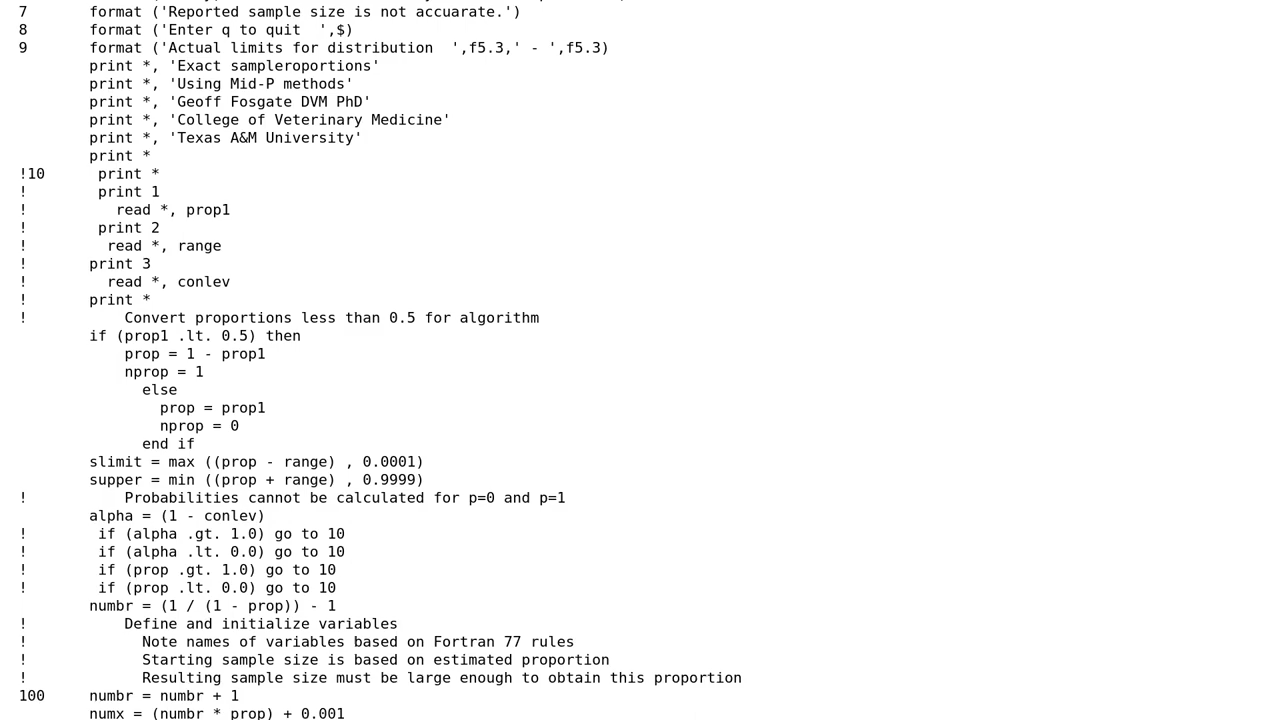 7       format ('Reported sample size is not accuarate.')
8       format ('Enter q to quit  ',$)
9       format ('Actual limits for distribution  ',f5.3,' - ',f5.3)
        print *, 'Exact sampleroportions'
        print *, 'Using Mid-P methods'
        print *, 'Geoff Fosgate DVM PhD'
        print *, 'College of Veterinary Medicine'
        print *, 'Texas A&M University'
        print *
!10      print *
!        print 1
!          read *, prop1
!        print 2
!         read *, range
!       print 3
!         read *, conlev
!       print *
!           Convert proportions less than 0.5 for algorithm
        if (prop1 .lt. 0.5) then
            prop = 1 - prop1
            nprop = 1
              else
                prop = prop1
                nprop = 0
              end if
        slimit = max ((prop - range) , 0.0001)
        supper = min ((prop + range) , 0.9999)
!           Probabilities cannot be calculated for p=0 and p=1
        alpha = (1 - conlev)
!        if (alpha .gt. 1.0) go to 10
!        if (alpha .lt. 0.0) go to 10
!        if (prop .gt. 1.0) go to 10
!        if (prop .lt. 0.0) go to 10
        numbr = (1 / (1 - prop)) - 1
!           Define and initialize variables
!             Note names of variables based on Fortran 77 rules
!             Starting sample size is based on estimated proportion
!             Resulting sample size must be large enough to obtain this proportion
100     numbr = numbr + 1
        numx = (numbr * prop) + 0.001